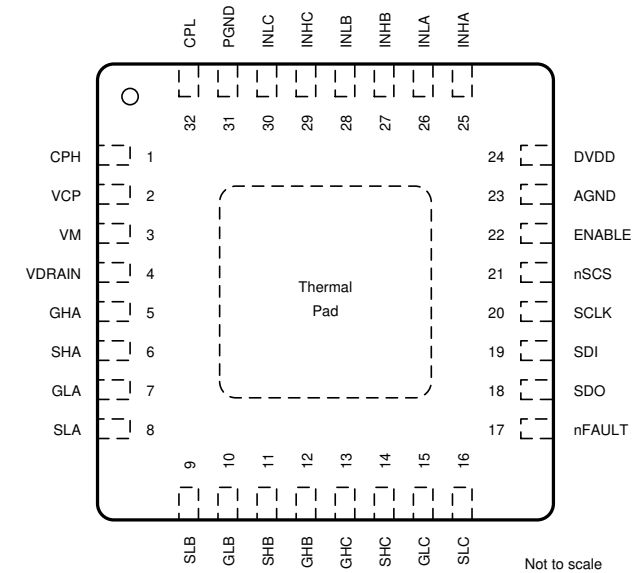 CPL
PGND
INLC
INHC
INLB
INHB
INLA
INHA
32
31
30
29
28
27
26
25
CPH 1
24 DVDD
VCP 2
23 AGND
VM 3
22 ENABLE
VDRAIN 4
21 nSCS
GHA 5
20 SCLK
SHA 6
19 SDI
GLA 7
18 SDO
SLA 8
17 nFAULT
Thermal
Pad
9
10
11
12
13
14
15
16
SLB
GLB
SHB
GHB
GHC
SHC
GLC
SLC
Not to scale